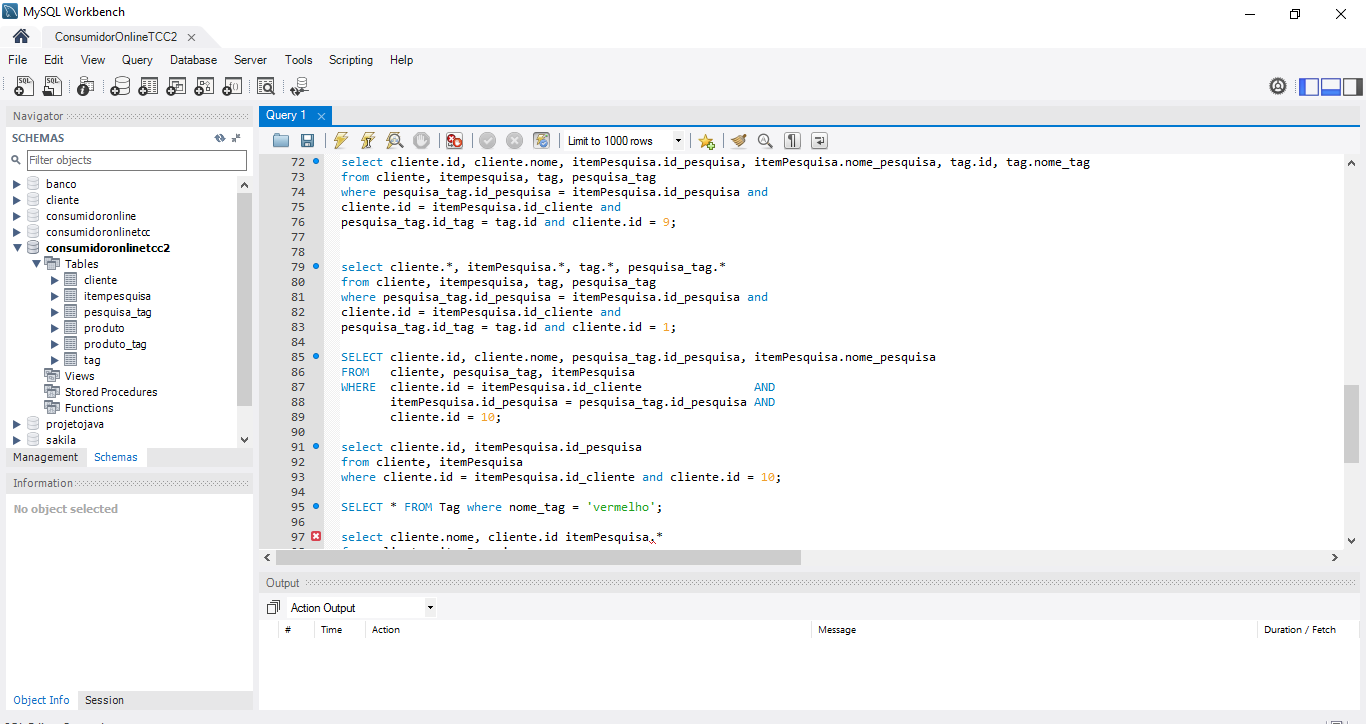 MySQL Workbench
ConsumidorOnlineTCC2
File Edit View Query Database Server Tools Scripting Help
Navigator
SCHEMAS
Filter objects
banco
cliente
consumidoronline
consumidoronlinetcc
consumidoronlinetcc2
Tables
cliente
itempesquisa
pesquisa_tag
produto
produto_tag
tag
Views
Stored Procedures
Functions
projetojava
sakila
Management Schemas
Information
No object selected
Object Info Session
Query 1
Limit to 1000 rows
72 select cliente.id, cliente.nome, itemPesquisa.id_pesquisa, itemPesquisa.nome_pesquisa, tag.id, tag.nome_tag
73 from cliente, itempesquisa, tag, pesquisa_tag
74 where pesquisa_tag.id_pesquisa = itemPesquisa.id_pesquisa and
75 cliente.id = itemPesquisa.id_cliente and
76 pesquisa_tag.id_tag = tag.id and cliente.id = 9;
77
78
79 select cliente.*, itemPesquisa.*, tag.*, pesquisa_tag.*
80 from cliente, itempesquisa, tag, pesquisa_tag
81 where pesquisa_tag.id_pesquisa = itemPesquisa.id_pesquisa and
82 cliente.id = itemPesquisa.id_cliente and
83 pesquisa_tag.id_tag = tag.id and cliente.id = 1;
84
85 SELECT cliente.id, cliente.nome, pesquisa_tag.id_pesquisa, itemPesquisa.nome_pesquisa
86 FROM cliente, pesquisa_tag, itemPesquisa
87 WHERE cliente.id = itemPesquisa.id_cliente AND
88 itemPesquisa.id_pesquisa = pesquisa_tag.id_pesquisa AND
89 cliente.id = 10;
90
91 select cliente.id, itemPesquisa.id_pesquisa
92 from cliente, itemPesquisa
93 where cliente.id = itemPesquisa.id_cliente and cliente.id = 10;
94
95 SELECT * FROM Tag where nome_tag = 'vermelho';
96
97 select cliente.nome, cliente.id itemPesquisa.*
Output
Action Output
# Time Action Message Duration / Fetch